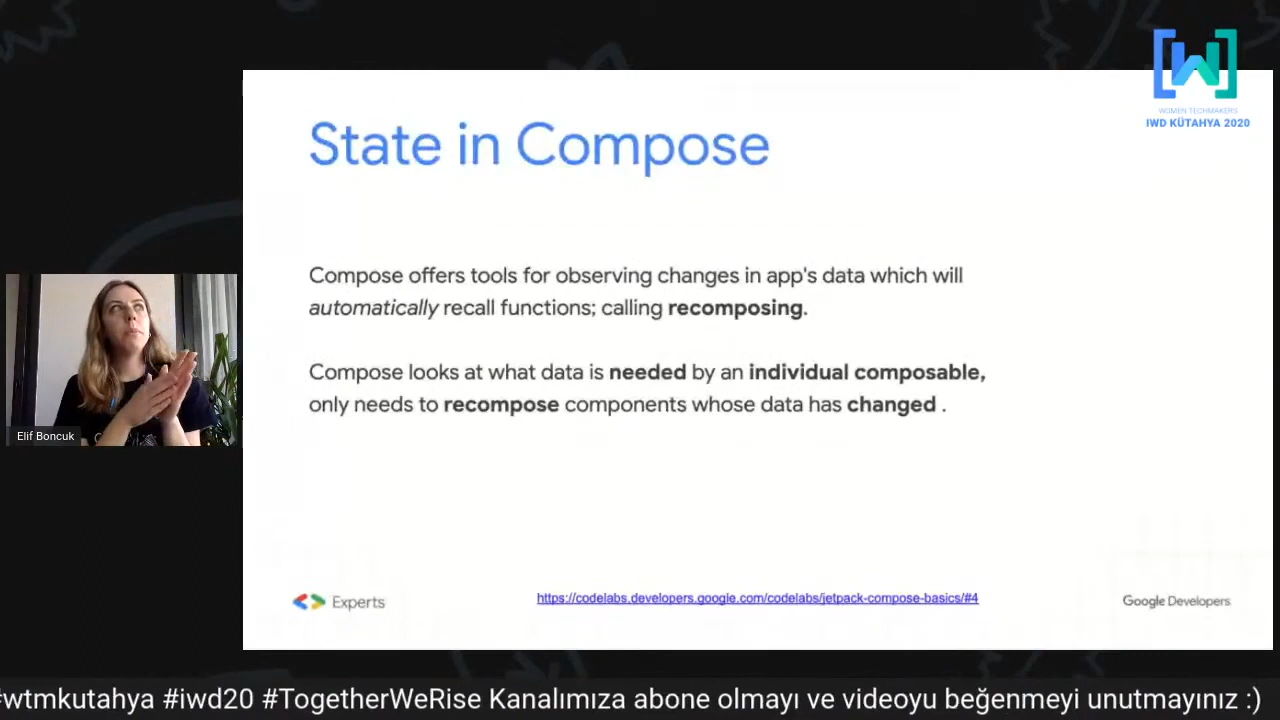 WOMEN TECHMAKERS
IWD KÜTAHYA 2020
State in Compose
Compose offers tools for observing changes in app's data which will
automatically recall functions; calling recomposing.
Compose looks at what data is needed by an individual composable,
only needs to recompose components whose data has changed .
Elif Boncuk
Experts
https://codelabs.developers.google.com/codelabs/jetpack-compose-basics/#4
Google Developers
#wtmkutahya #iwd20 #TogetherWeRise Kanalımıza abone olmayı ve videoyu beğenmeyi unutmayınız :)